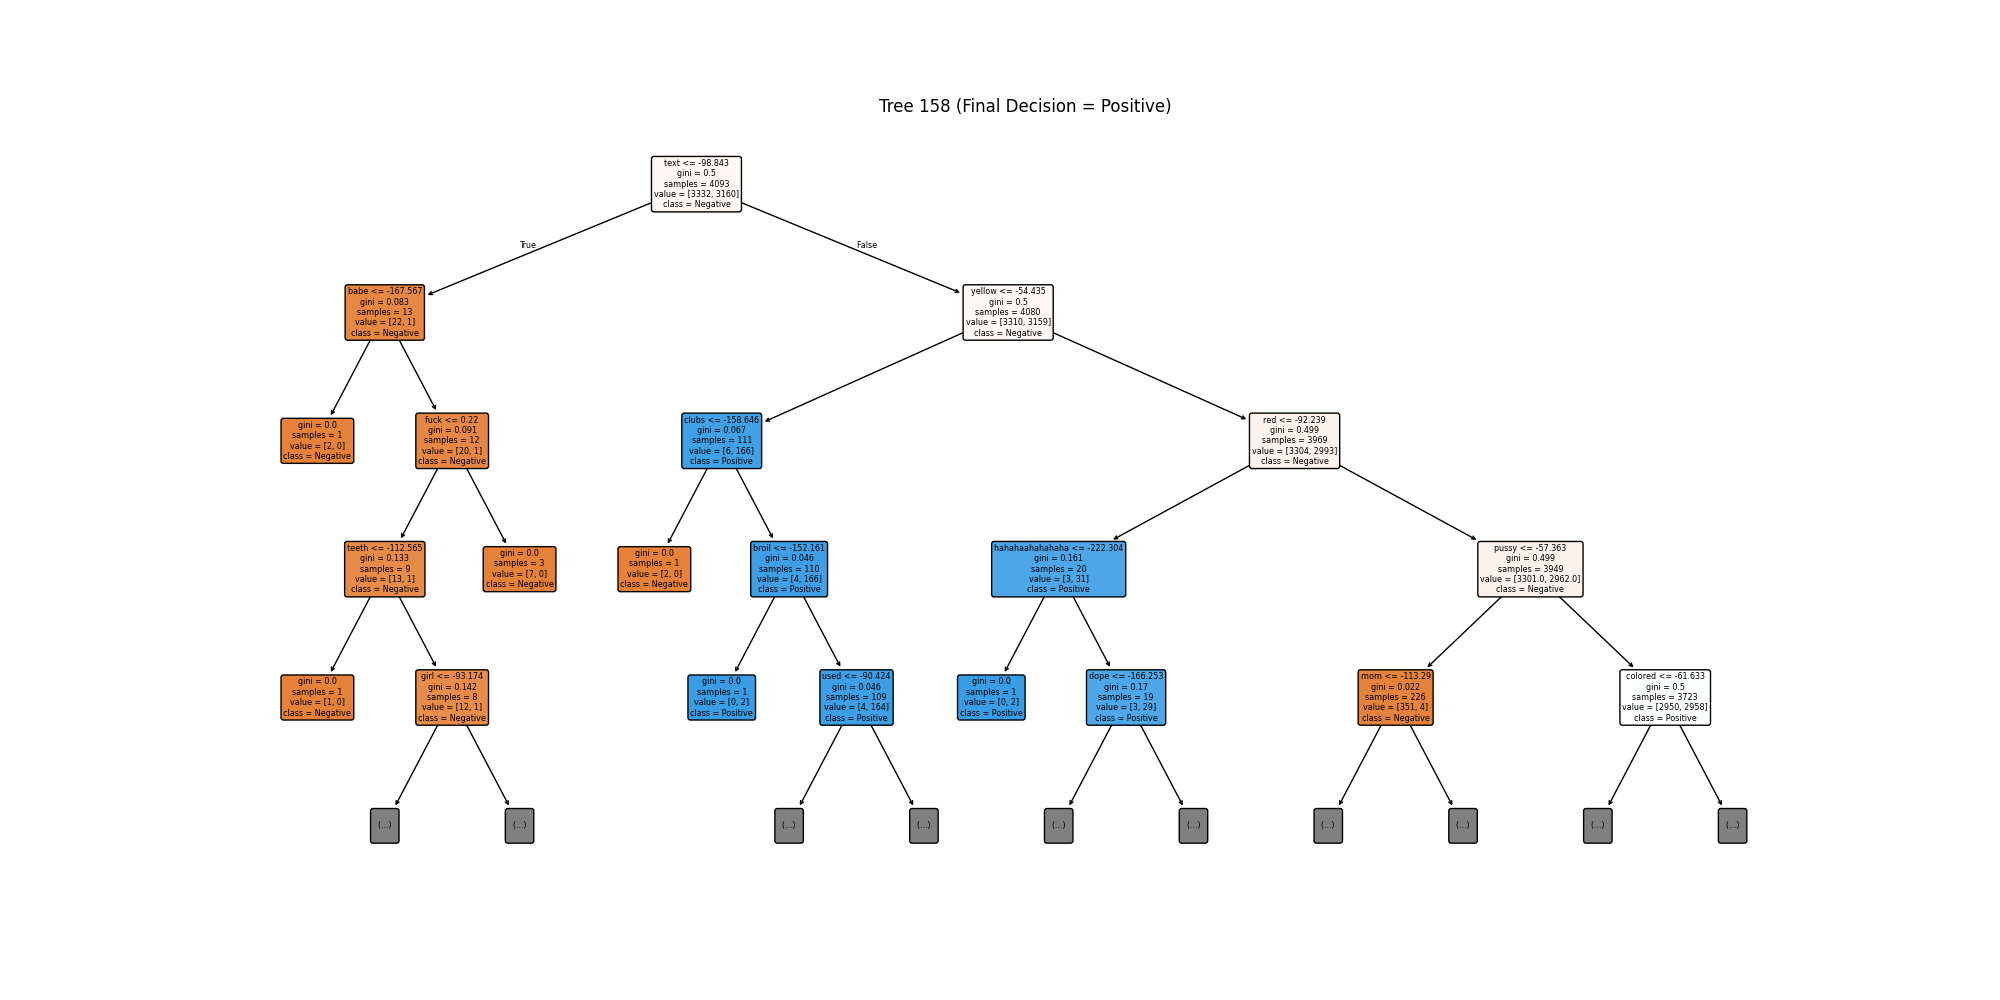 Tree 158 (Final Decision = Positive)
text <= -98.843
gini = 0.5
samples = 4093
value = [3332, 3160]
class = Negative
True
False
babe <= -167.567
gini = 0.083
samples = 13
value = [22, 1]
class = Negative
yellow <= -54.435
gini = 0.5
samples = 4080
value = [3310, 3159]
class = Negative
gini = 0.0
samples = 1
value = [2, 0]
class = Negative
fuck <= 0.22
gini = 0.091
samples = 12
value = [20, 1]
class = Negative
clubs <= -158.646
gini = 0.067
samples = 111
value = [6, 166]
class = Positive
red <= -92.239
gini = 0.499
samples = 3969
value = [3304, 2993]
class = Negative
teeth <= -112.565
gini = 0.133
samples = 9
value = [13, 1]
class = Negative
gini = 0.0
samples = 3
value = [7, 0]
class = Negative
gini = 0.0
samples = 1
value = [2, 0]
class = Negative
broil <= -152.161
gini = 0.046
samples = 110
value = [4, 166]
class = Positive
hahahaahahahaha <= -222.304
gini = 0.161
samples = 20
value = [3, 31]
class = Positive
pussy <= -57.363
gini = 0.499
samples = 3949
value = [3301.0, 2962.0]
class = Negative
gini = 0.0
samples = 1
value = [1, 0]
class = Negative
girl <= -93.174
gini = 0.142
samples = 8
value = [12, 1]
class = Negative
gini = 0.0
samples = 1
value = [0, 2]
class = Positive
used <= -90.424
gini = 0.046
samples = 109
value = [4, 164]
class = Positive
gini = 0.0
samples = 1
value = [0, 2]
class = Positive
dope <= -166.253
gini = 0.17
samples = 19
value = [3, 29]
class = Positive
mom <= -113.29
gini = 0.022
samples = 226
value = [351, 4]
class = Negative
colored <= -61.633
gini = 0.5
samples = 3723
value = [2950, 2958]
class = Positive
(...)
(...)
(...)
(...)
(...)
(...)
(...)
(...)
(...)
(...)